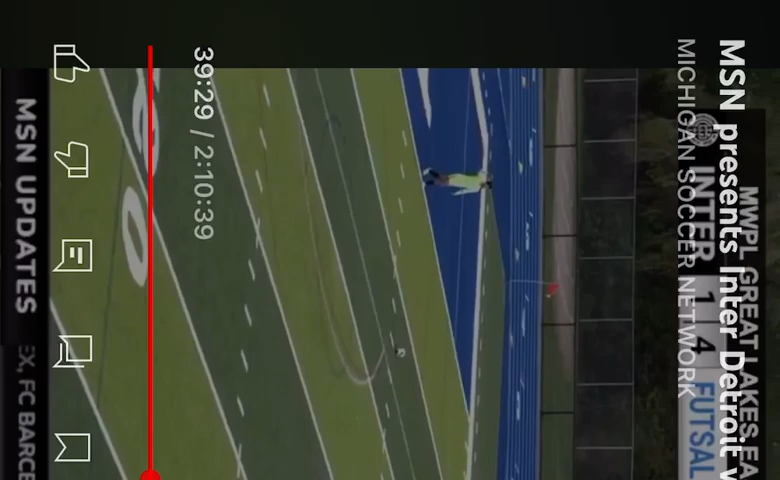 MSN presents Inter Detroit v
MICHIGAN SOCCER NETWORK
MWPL GREAT LAKES: EA
INTER 1 4 FUTSAL
39:29 / 2:10:39
MSN UPDATES
EX, FC BARCE